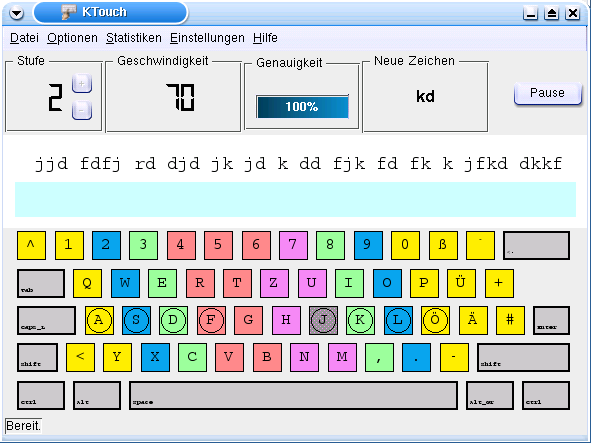 KTouch
Datei Optionen Statistiken Einstellungen Hilfe
Stufe Geschwindigkeit Genauigkeit Neue Zeichen
2 + - 70 100% kd Pause
jjd fdfj rd djd jk jd k dd fjk fd fk k jfkd dkkf
^ 1 2 3 4 5 6 7 8 9 0 ß ´
Tab Q W E R T Z U I O P Ü +
Caps_L A S D F G H J K L Ö Ä # Enter
Shift < Y X C V B N M , . - Shift
Ctrl Alt Space Alt_Gr Ctrl
Bereit.